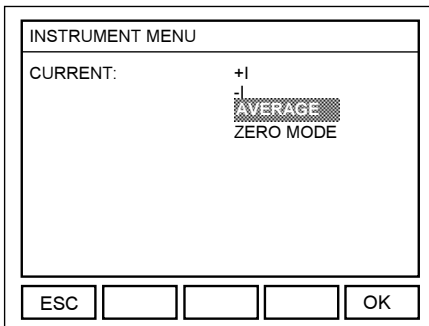 INSTRUMENT MENU
CURRENT: +I
-I
AVERAGE
ZERO MODE
ESC OK